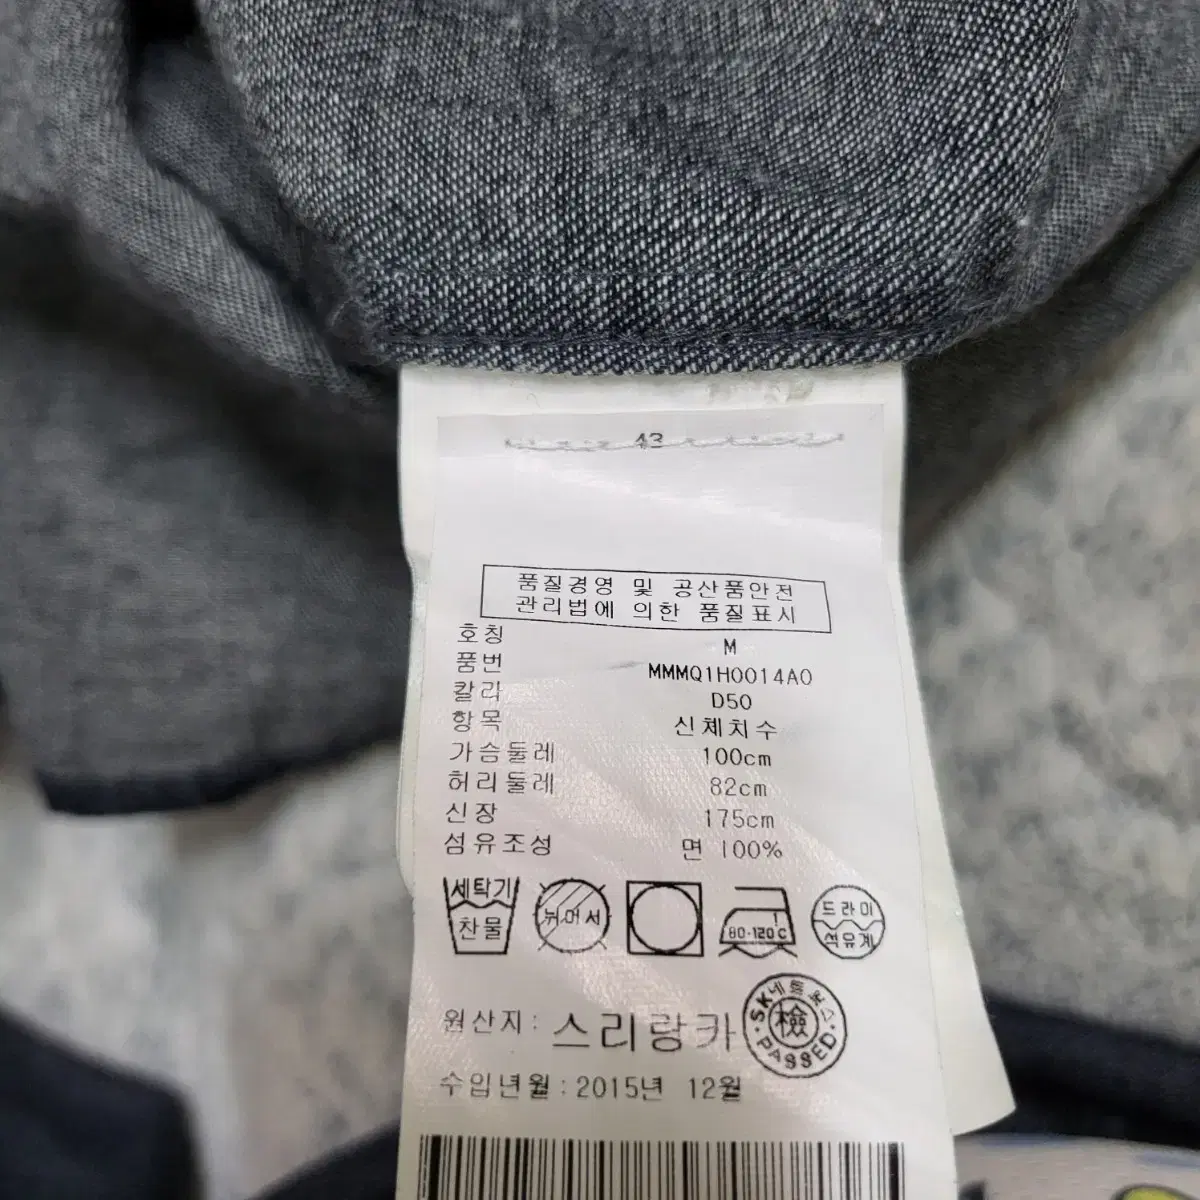 43
품질경영 및 공산품안전
관리법에 의한 품질표시
호칭 M
품번 MMMQ1H0014A0
칼라 D50
항목 신체치수
가슴둘레 100cm
허리둘레 82cm
신장 175cm
섬유조성 면 100%
세탁기
찬물
뉘어서
80-120℃
드라이
석유계
원산지: 스리랑카
SK네트웍스
檢
PASSED
수입년월: 2015년 12월